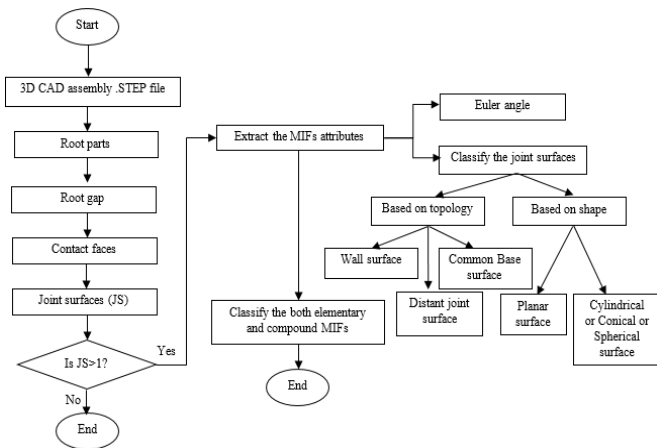 Start
3D CAD assembly .STEP file
Root parts
Root gap
Contact faces
Joint surfaces (JS)
Is JS>1?
Yes
No
End
Extract the MIFs attributes
Euler angle
Classify the joint surfaces
Based on topology
Based on shape
Wall surface
Common Base
surface
Distant joint
surface
Planar
surface
Cylindrical
or Conical or
Spherical
surface
Classify the both elementary
and compound MIFs
End